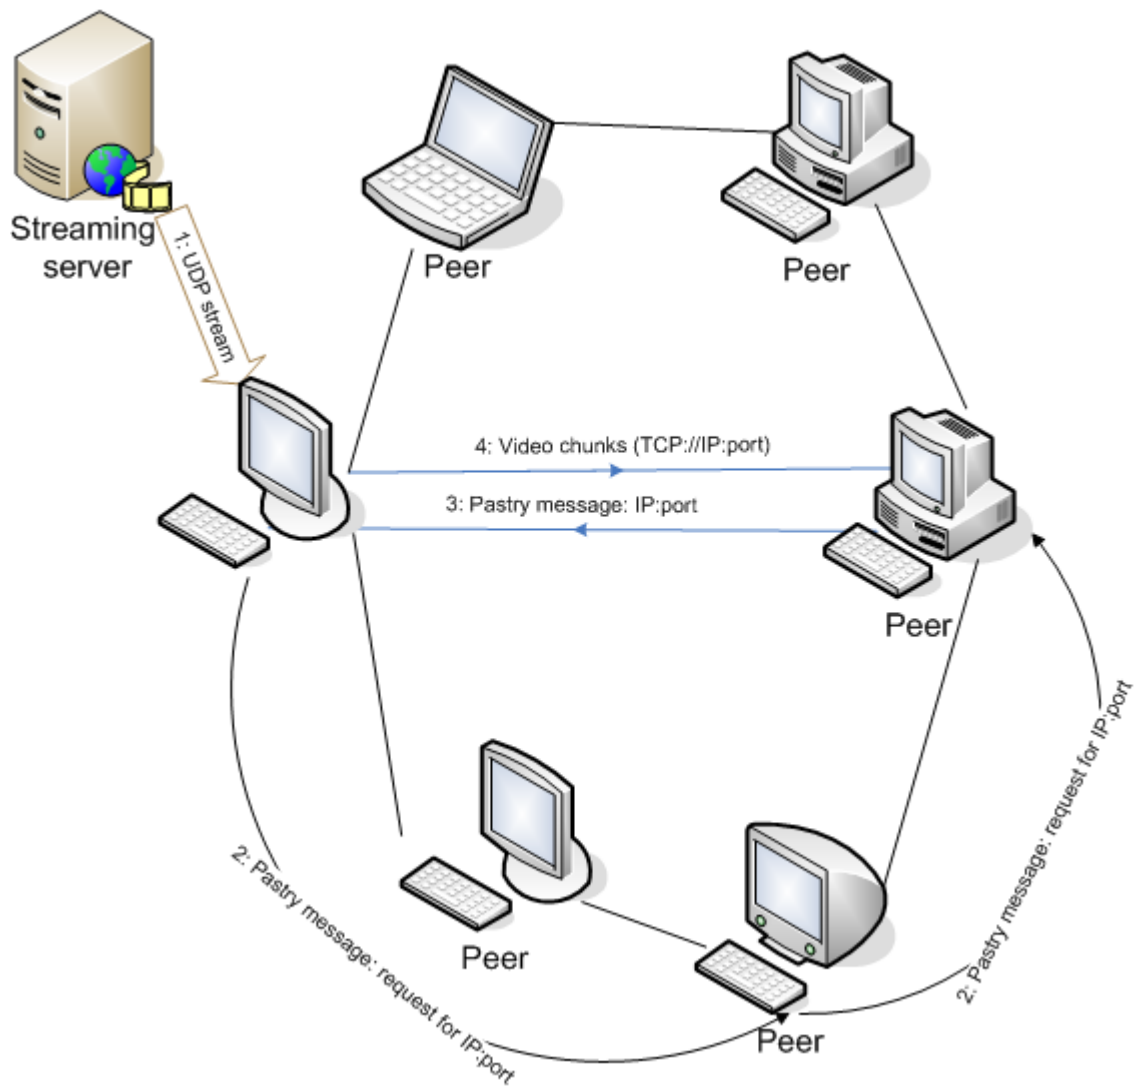 Streaming
server
1: UDP stream
Peer
Peer
4: Video chunks (TCP://IP:port)
3: Pastry message: IP:port
Peer
2: Pastry message: request for IP:port
2: Pastry message: request for IP:port
Peer
Peer